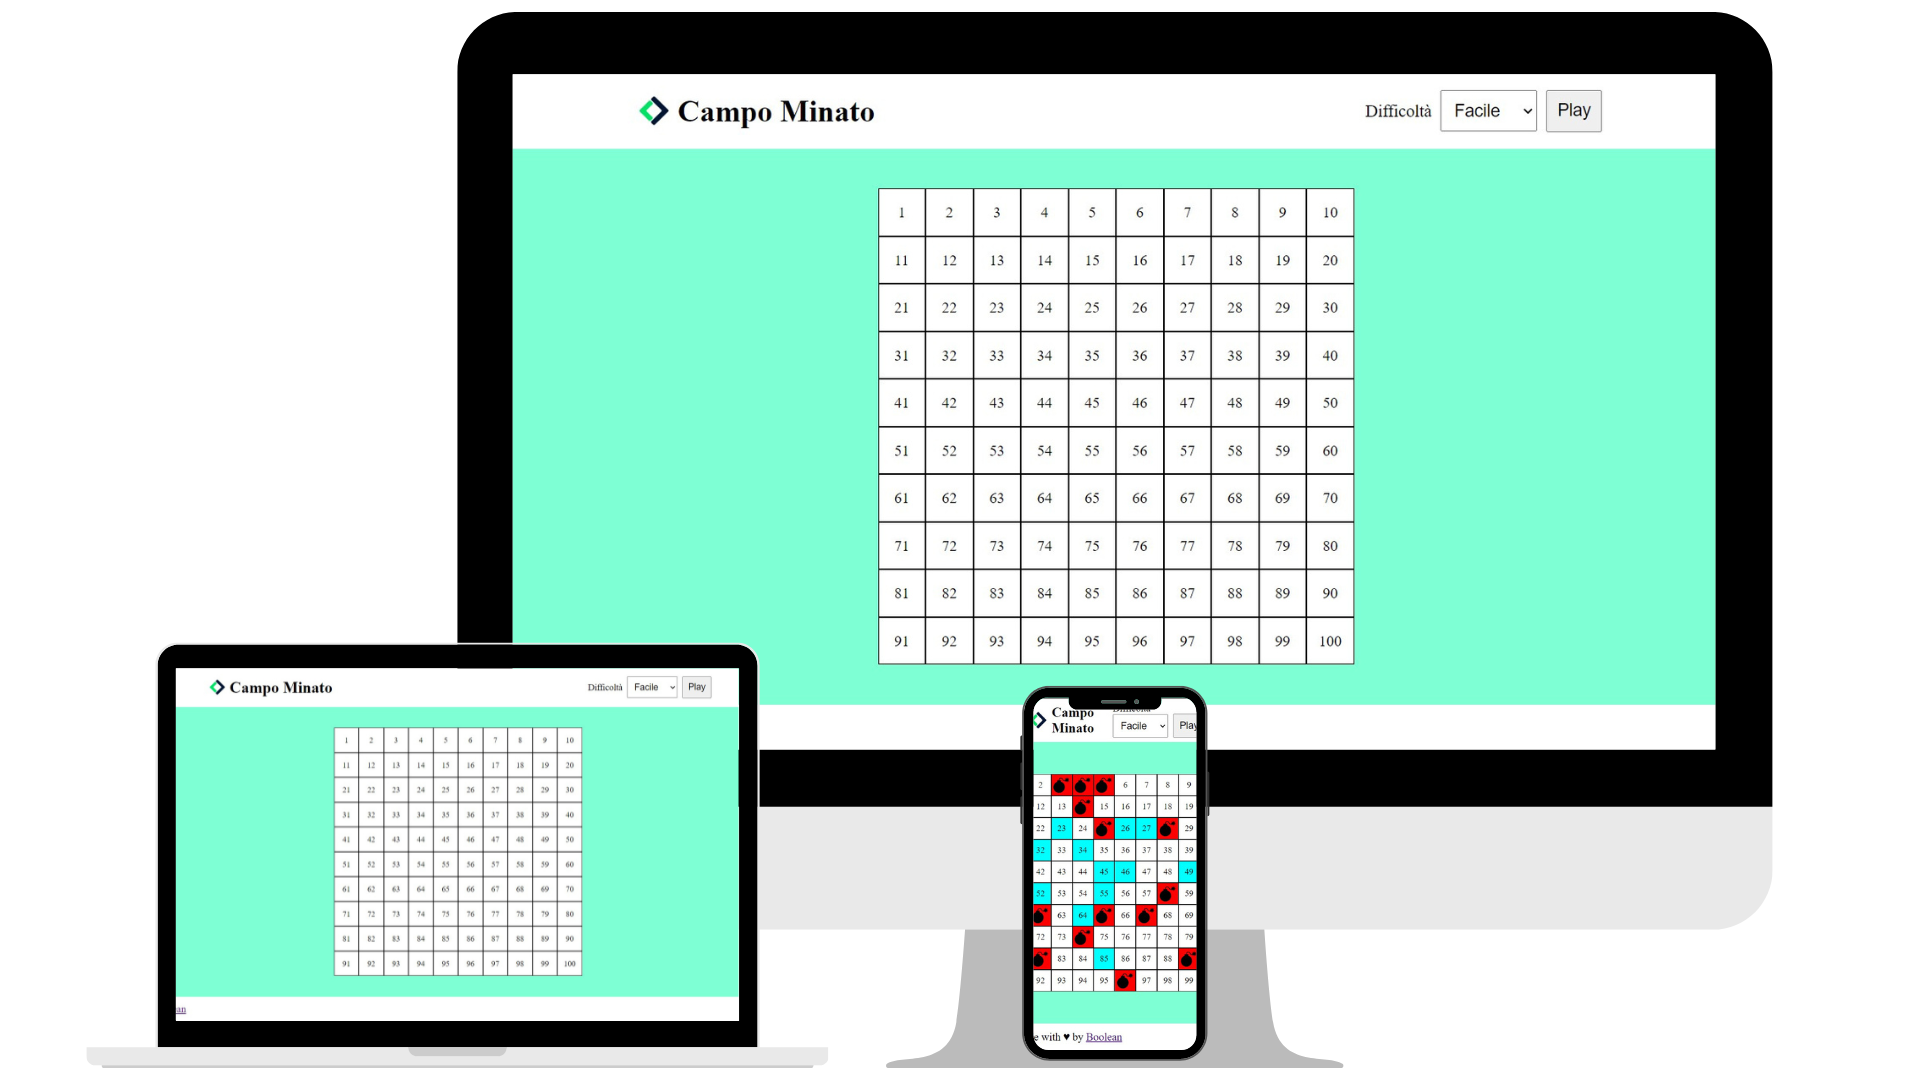 Campo Minato
Difficoltà Facile Play
1 2 3 4 5 6 7 8 9 10
11 12 13 14 15 16 17 18 19 20
21 22 23 24 25 26 27 28 29 30
31 32 33 34 35 36 37 38 39 40
41 42 43 44 45 46 47 48 49 50
51 52 53 54 55 56 57 58 59 60
61 62 63 64 65 66 67 68 69 70
71 72 73 74 75 76 77 78 79 80
81 82 83 84 85 86 87 88 89 90
91 92 93 94 95 96 97 98 99 100
Campo Minato
Difficoltà Facile Play
1 2 3 4 5 6 7 8 9 10
11 12 13 14 15 16 17 18 19 20
21 22 23 24 25 26 27 28 29 30
31 32 33 34 35 36 37 38 39 40
41 42 43 44 45 46 47 48 49 50
51 52 53 54 55 56 57 58 59 60
61 62 63 64 65 66 67 68 69 70
71 72 73 74 75 76 77 78 79 80
81 82 83 84 85 86 87 88 89 90
91 92 93 94 95 96 97 98 99 100
an
Campo
Minato
Facile Play
2 6 7 8 9
12 13 15 16 17 18 19
22 23 24 26 27 29
32 33 34 35 36 37 38 39
42 43 44 45 46 47 48 49
52 53 54 55 56 57 59
63 64 66 68 69
72 73 75 76 77 78 79
83 84 85 86 87 88
92 93 94 95 97 98 99
e with ♥ by Boolean